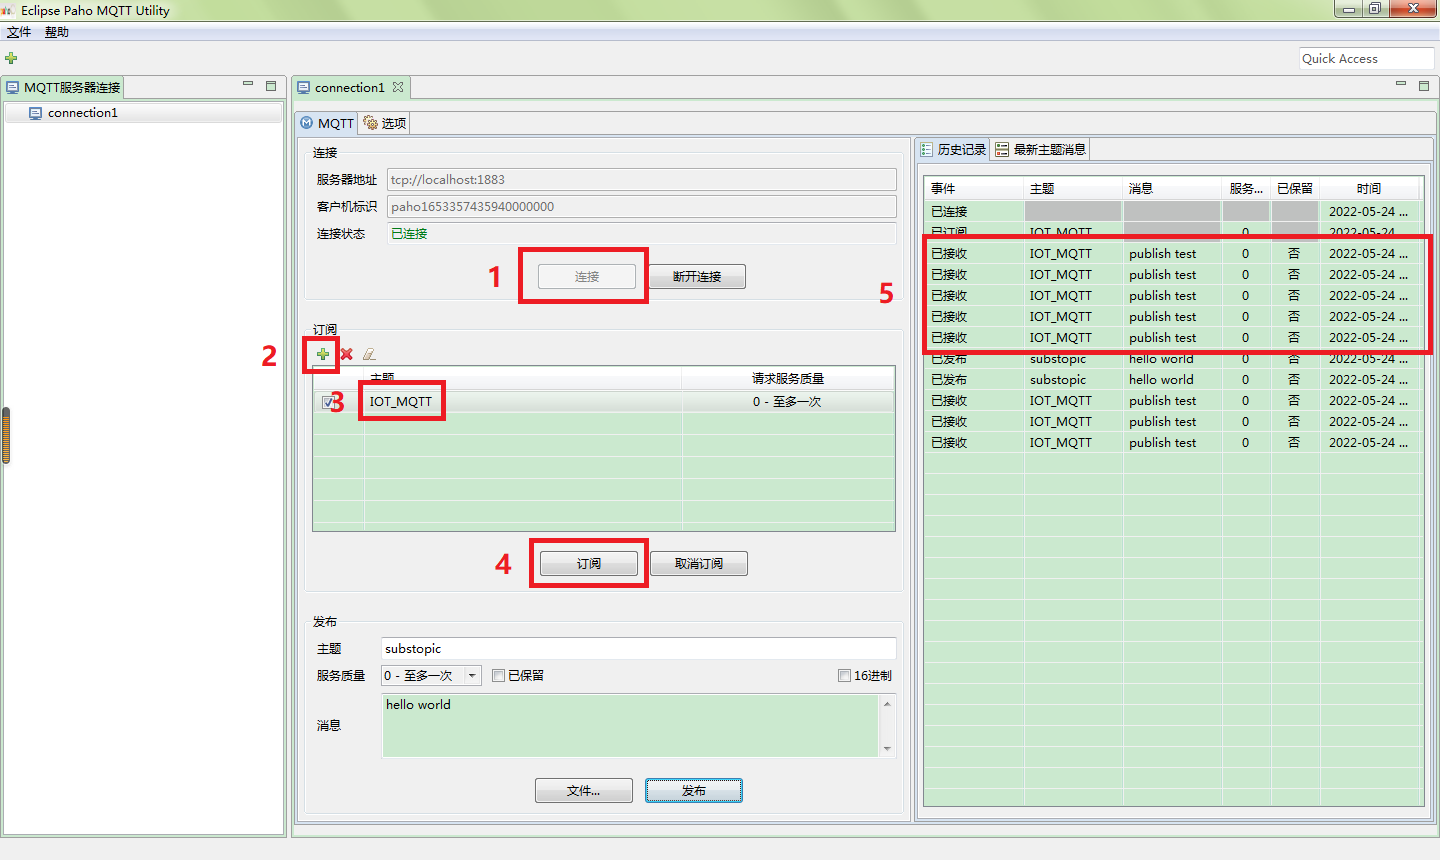 Eclipse Paho MQTT Utility
文件 帮助
Quick Access
MQTT服务器连接
connection1
connection1
MQTT 选项
连接
服务器地址 tcp://localhost:1883
客户机标识 paho1653357435940000000
连接状态 已连接
1 连接 断开连接
订阅
2
主题 请求服务质量
3 IOT_MQTT 0 - 至多一次
4 订阅 取消订阅
发布
主题 substopic
服务质量 0 - 至多一次 已保留 16进制
消息 hello world
文件... 发布
历史记录 最新主题消息
事件 主题 消息 服务... 已保留 时间
已连接 2022-05-24 ...
已订阅 IOT_MQTT 0 2022-05-24 ...
5
已接收 IOT_MQTT publish test 0 否 2022-05-24 ...
已接收 IOT_MQTT publish test 0 否 2022-05-24 ...
已接收 IOT_MQTT publish test 0 否 2022-05-24 ...
已接收 IOT_MQTT publish test 0 否 2022-05-24 ...
已接收 IOT_MQTT publish test 0 否 2022-05-24 ...
已发布 substopic hello world 0 否 2022-05-24 ...
已发布 substopic hello world 0 否 2022-05-24 ...
已接收 IOT_MQTT publish test 0 否 2022-05-24 ...
已接收 IOT_MQTT publish test 0 否 2022-05-24 ...
已接收 IOT_MQTT publish test 0 否 2022-05-24 ...